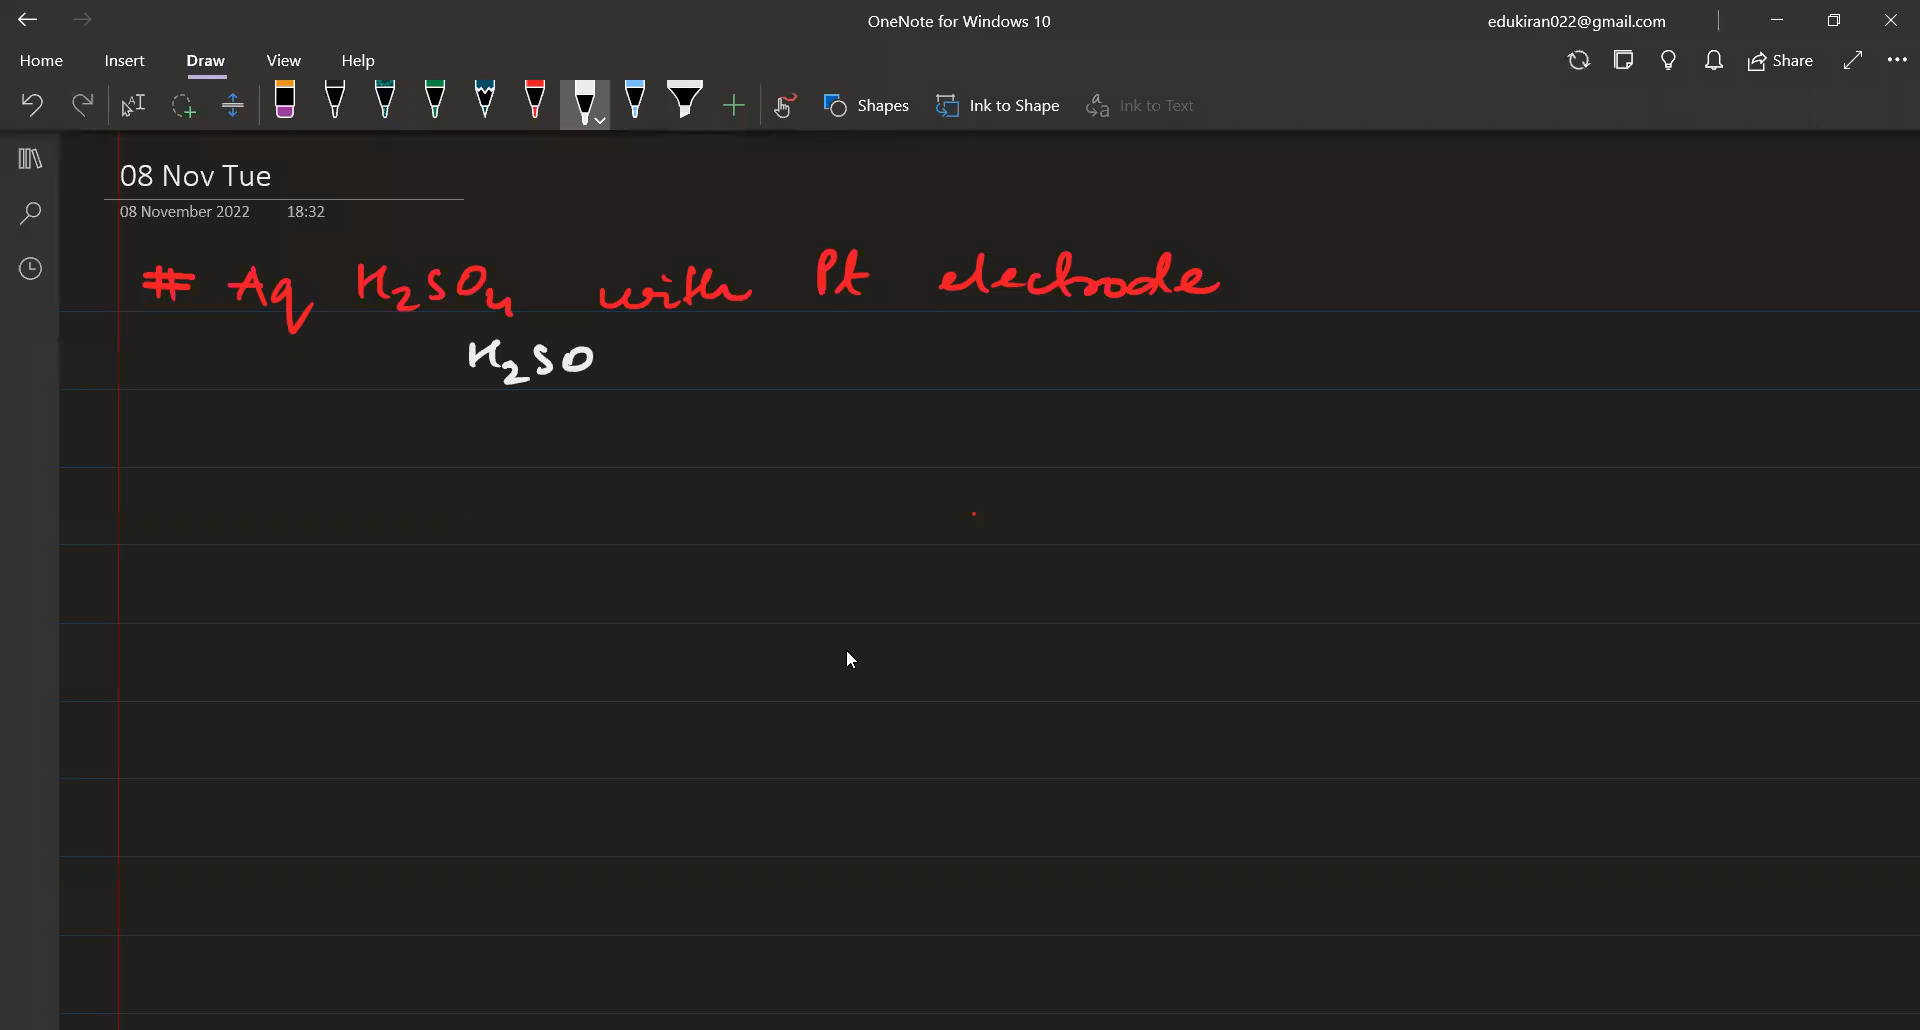 OneNote for Windows 10
edukiran022@gmail.com
Home Insert Draw View Help
Share
Shapes Ink to Shape Ink to Text
08 Nov Tue
08 November 2022 18:32
# Aq H₂SO₄ with Pt electrode
H₂SO